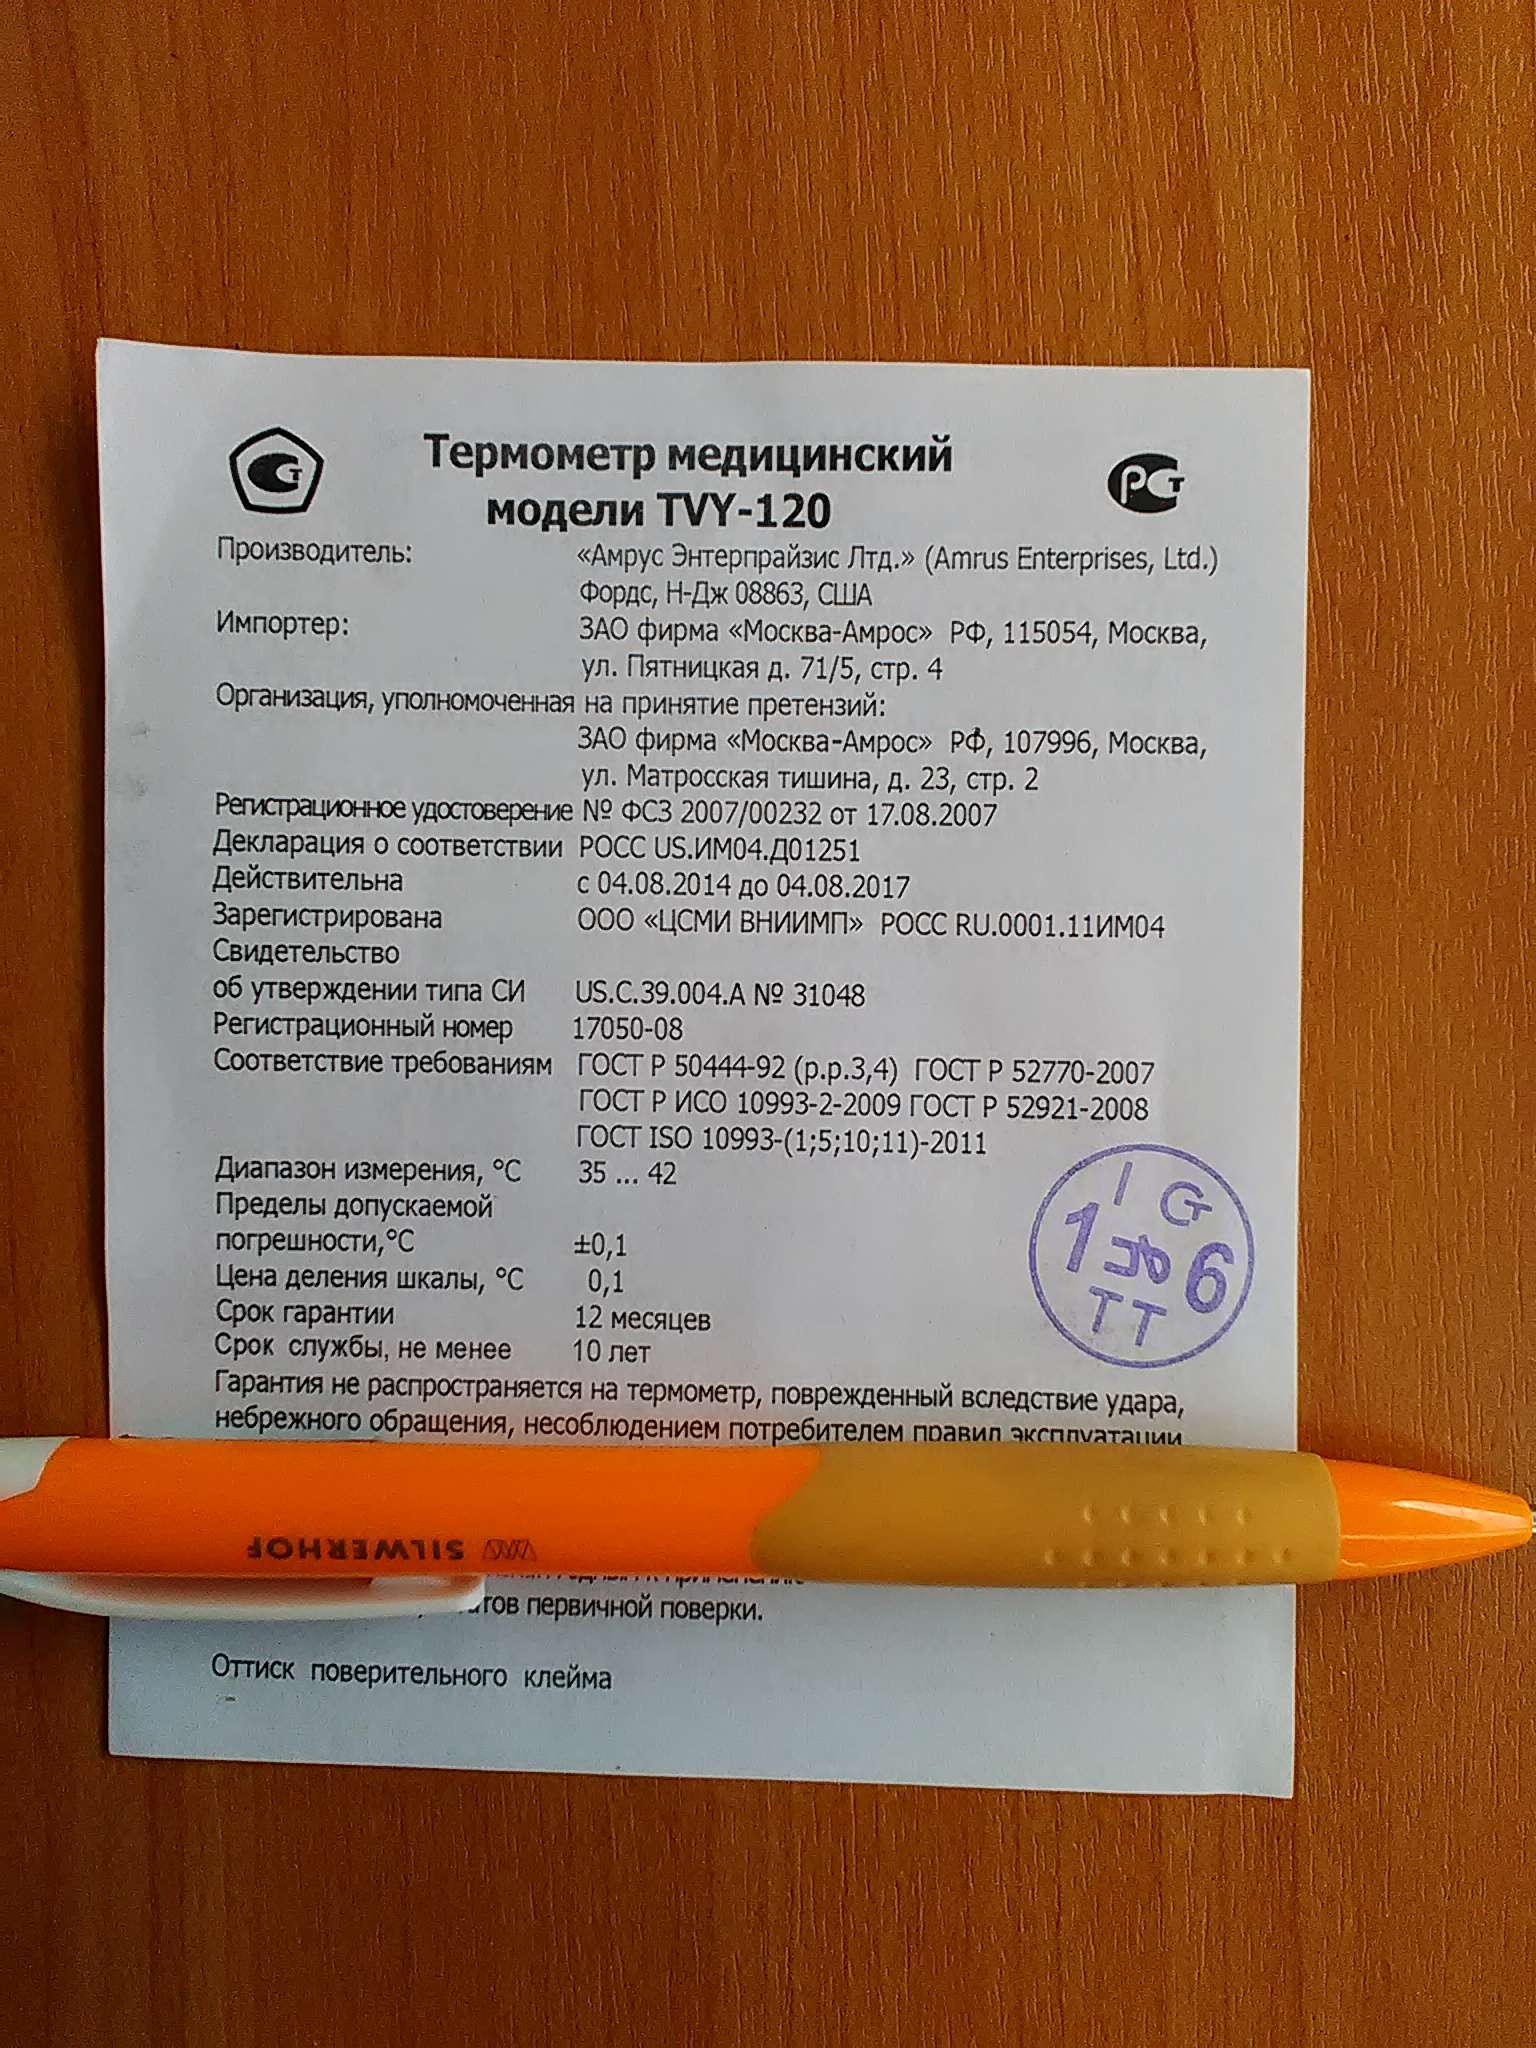 Термометр медицинский
модели TVY-120
Производитель: «Амрус Энтерпрайзис Лтд.» (Amrus Enterprises, Ltd.)
Фордс, Н-Дж 08863, США
Импортер: ЗАО фирма «Москва-Амрос» РФ, 115054, Москва,
ул. Пятницкая д. 71/5, стр. 4
Организация, уполномоченная на принятие претензий:
ЗАО фирма «Москва-Амрос» РФ, 107996, Москва,
ул. Матросская тишина, д. 23, стр. 2
Регистрационное удостоверение № ФСЗ 2007/00232 от 17.08.2007
Декларация о соответствии РОСС US.ИМ04.Д01251
Действительна с 04.08.2014 до 04.08.2017
Зарегистрирована ООО «ЦСМИ ВНИИМП» РОСС RU.0001.11ИМ04
Свидетельство
об утверждении типа СИ US.C.39.004.A № 31048
Регистрационный номер 17050-08
Соответствие требованиям ГОСТ Р 50444-92 (р.р.3,4) ГОСТ Р 52770-2007
ГОСТ Р ИСО 10993-2-2009 ГОСТ Р 52921-2008
ГОСТ ISO 10993-(1;5;10;11)-2011
Диапазон измерения, °C 35 ... 42
Пределы допускаемой
погрешности,°C ±0,1
Цена деления шкалы, °C 0,1
Срок гарантии 12 месяцев
Срок службы, не менее 10 лет
I
1 6
ТТ
Гарантия не распространяется на термометр, поврежденный вследствие удара,
небрежного обращения, несоблюдением потребителем правил эксплуатации
SILWERHOF
первичной поверки.
Оттиск поверительного клейма